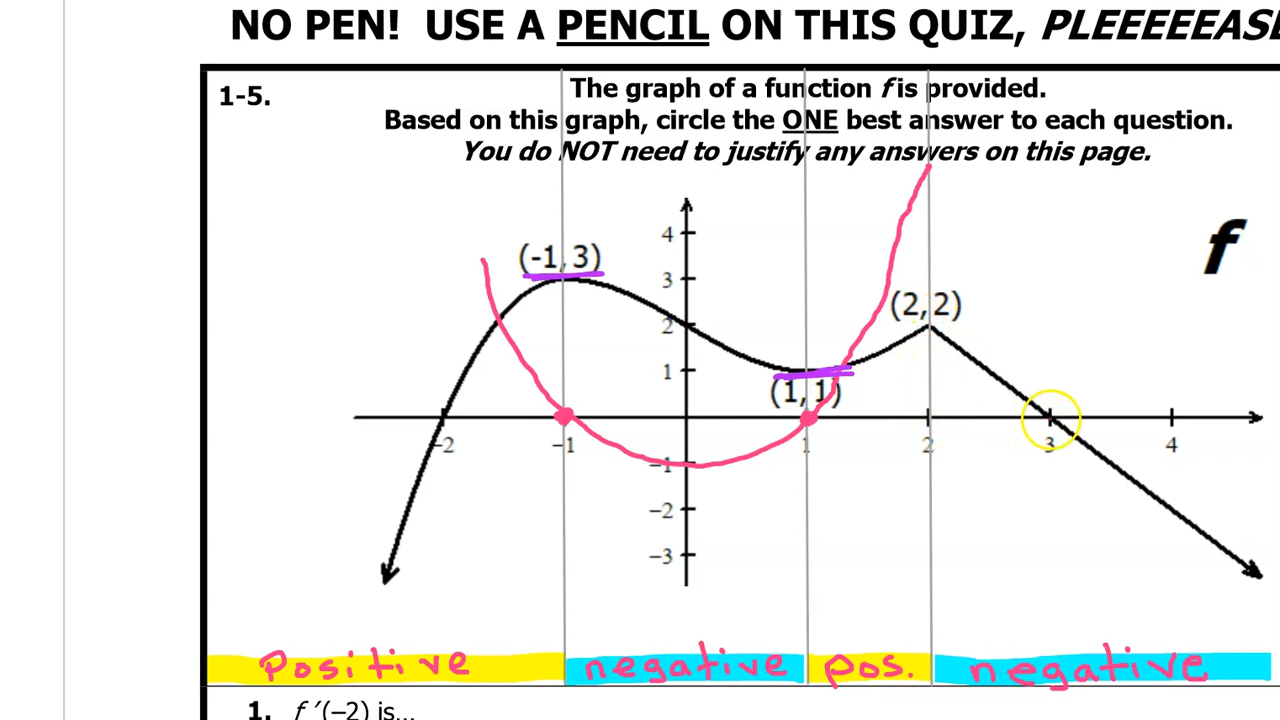 NO PEN! USE A PENCIL ON THIS QUIZ, PLEEEEEASE
1-5.
The graph of a function f is provided.
Based on this graph, circle the ONE best answer to each question.
You do NOT need to justify any answers on this page.
f
4
(-1, 3)
3
(2, 2)
2
1
(1, 1)
-2 -1 1 2 3 4
-1
-2
-3
Positive negative pos. negative
1. f ′(–2) is...